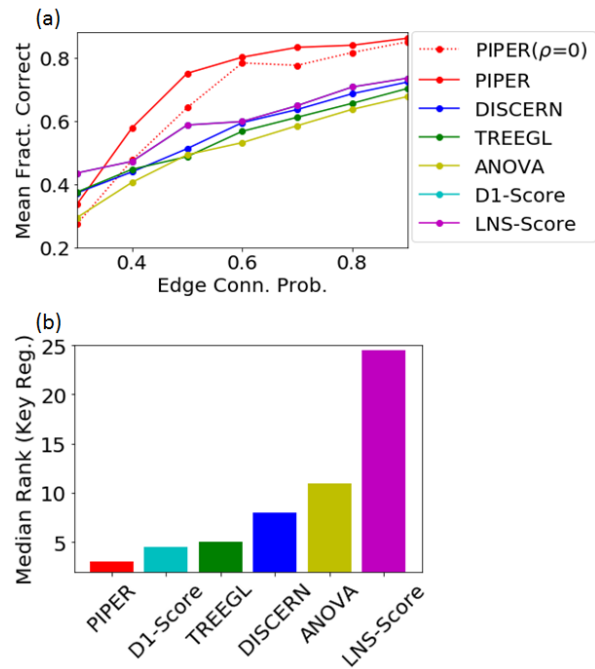 (a)
Mean Fract. Correct
0.8
0.6
0.4
0.2
0.4
0.6
0.8
Edge Conn. Prob.
PIPER(ρ=0)
PIPER
DISCERN
TREEGL
ANOVA
D1-Score
LNS-Score
(b)
Median Rank (Key Reg.)
25
20
15
10
5
PIPER
D1-Score
TREEGL
DISCERN
ANOVA
LNS-Score